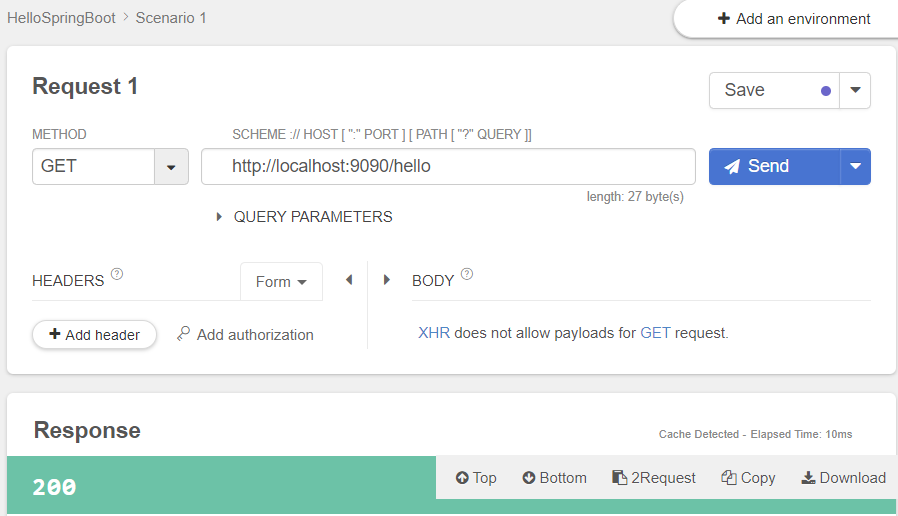 HelloSpringBoot > Scenario 1
+ Add an environment
Request 1
Save
METHOD
SCHEME :// HOST [ ":" PORT ] [ PATH [ "?" QUERY ]]
GET
http://localhost:9090/hello
Send
length: 27 byte(s)
QUERY PARAMETERS
HEADERS ?
Form
BODY ?
+ Add header
Add authorization
XHR does not allow payloads for GET request.
Response
Cache Detected - Elapsed Time: 10ms
200
Top
Bottom
2Request
Copy
Download